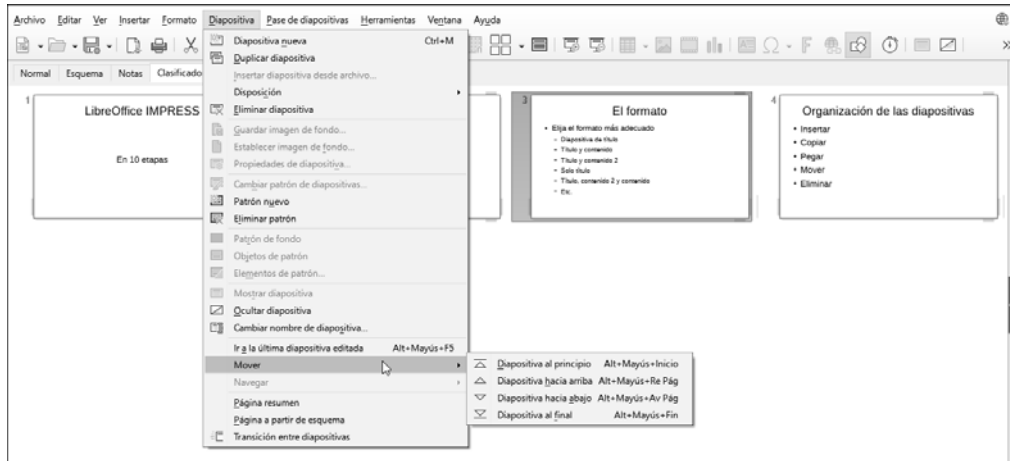 Archivo Editar Ver Insertar Formato Diapositiva Pase de diapositivas Herramientas Ventana Ayuda
Normal Esquema Notas Clasificado
Diapositiva nueva Ctrl+M
Duplicar diapositiva
Insertar diapositiva desde archivo...
Disposición
Eliminar diapositiva
Guardar imagen de fondo...
Establecer imagen de fondo...
Propiedades de diapositiva...
Cambiar patrón de diapositivas...
Patrón nuevo
Eliminar patrón
Patrón de fondo
Objetos de patrón
Elementos de patrón...
Mostrar diapositiva
Ocultar diapositiva
Cambiar nombre de diapositiva...
Ir a la última diapositiva editada Alt+Mayús+F5
Mover
Navegar
Página resumen
Página a partir de esquema
Transición entre diapositivas
Diapositiva al principio Alt+Mayús+Inicio
Diapositiva hacia arriba Alt+Mayús+Re Pág
Diapositiva hacia abajo Alt+Mayús+Av Pág
Diapositiva al final Alt+Mayús+Fin
1
LibreOffice IMPRESS
En 10 etapas
3
El formato
• Elija el formato más adecuado
– Diapositiva de título
– Título y contenido
– Título y contenido 2
– Solo título
– Título, contenido 2 y contenido
– Etc.
4
Organización de las diapositivas
• Insertar
• Copiar
• Pegar
• Mover
• Eliminar